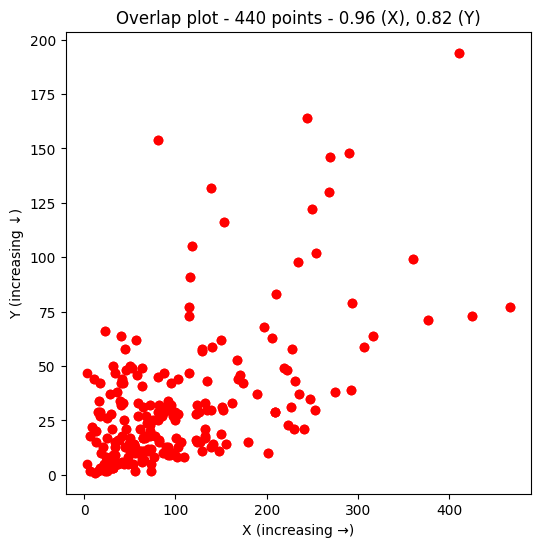 Overlap plot - 440 points - 0.96 (X), 0.82 (Y)
200
175
150
125
100
75
50
25
0
Y (increasing ↓)
0 100 200 300 400
X (increasing →)